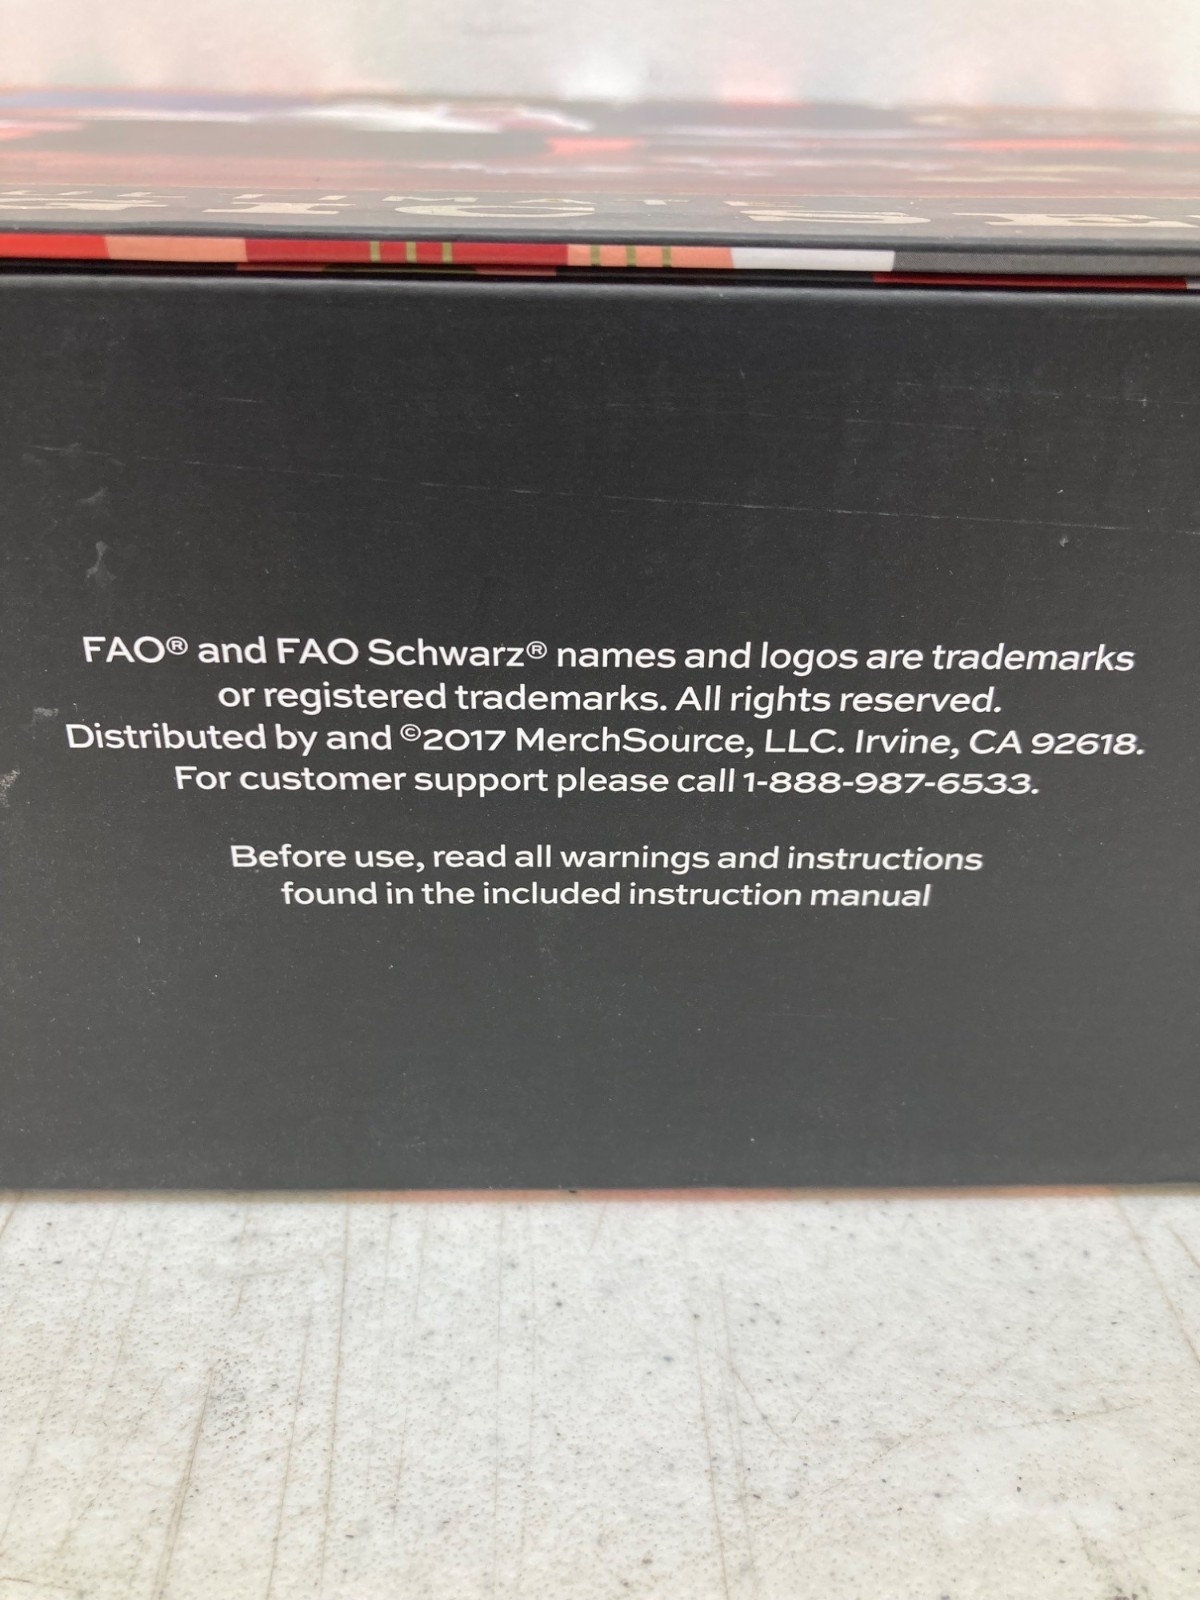 ULTIMATE
FAO® and FAO Schwarz® names and logos are trademarks
or registered trademarks. All rights reserved.
Distributed by and ©2017 MerchSource, LLC. Irvine, CA 92618.
For customer support please call 1-888-987-6533.
Before use, read all warnings and instructions
found in the included instruction manual